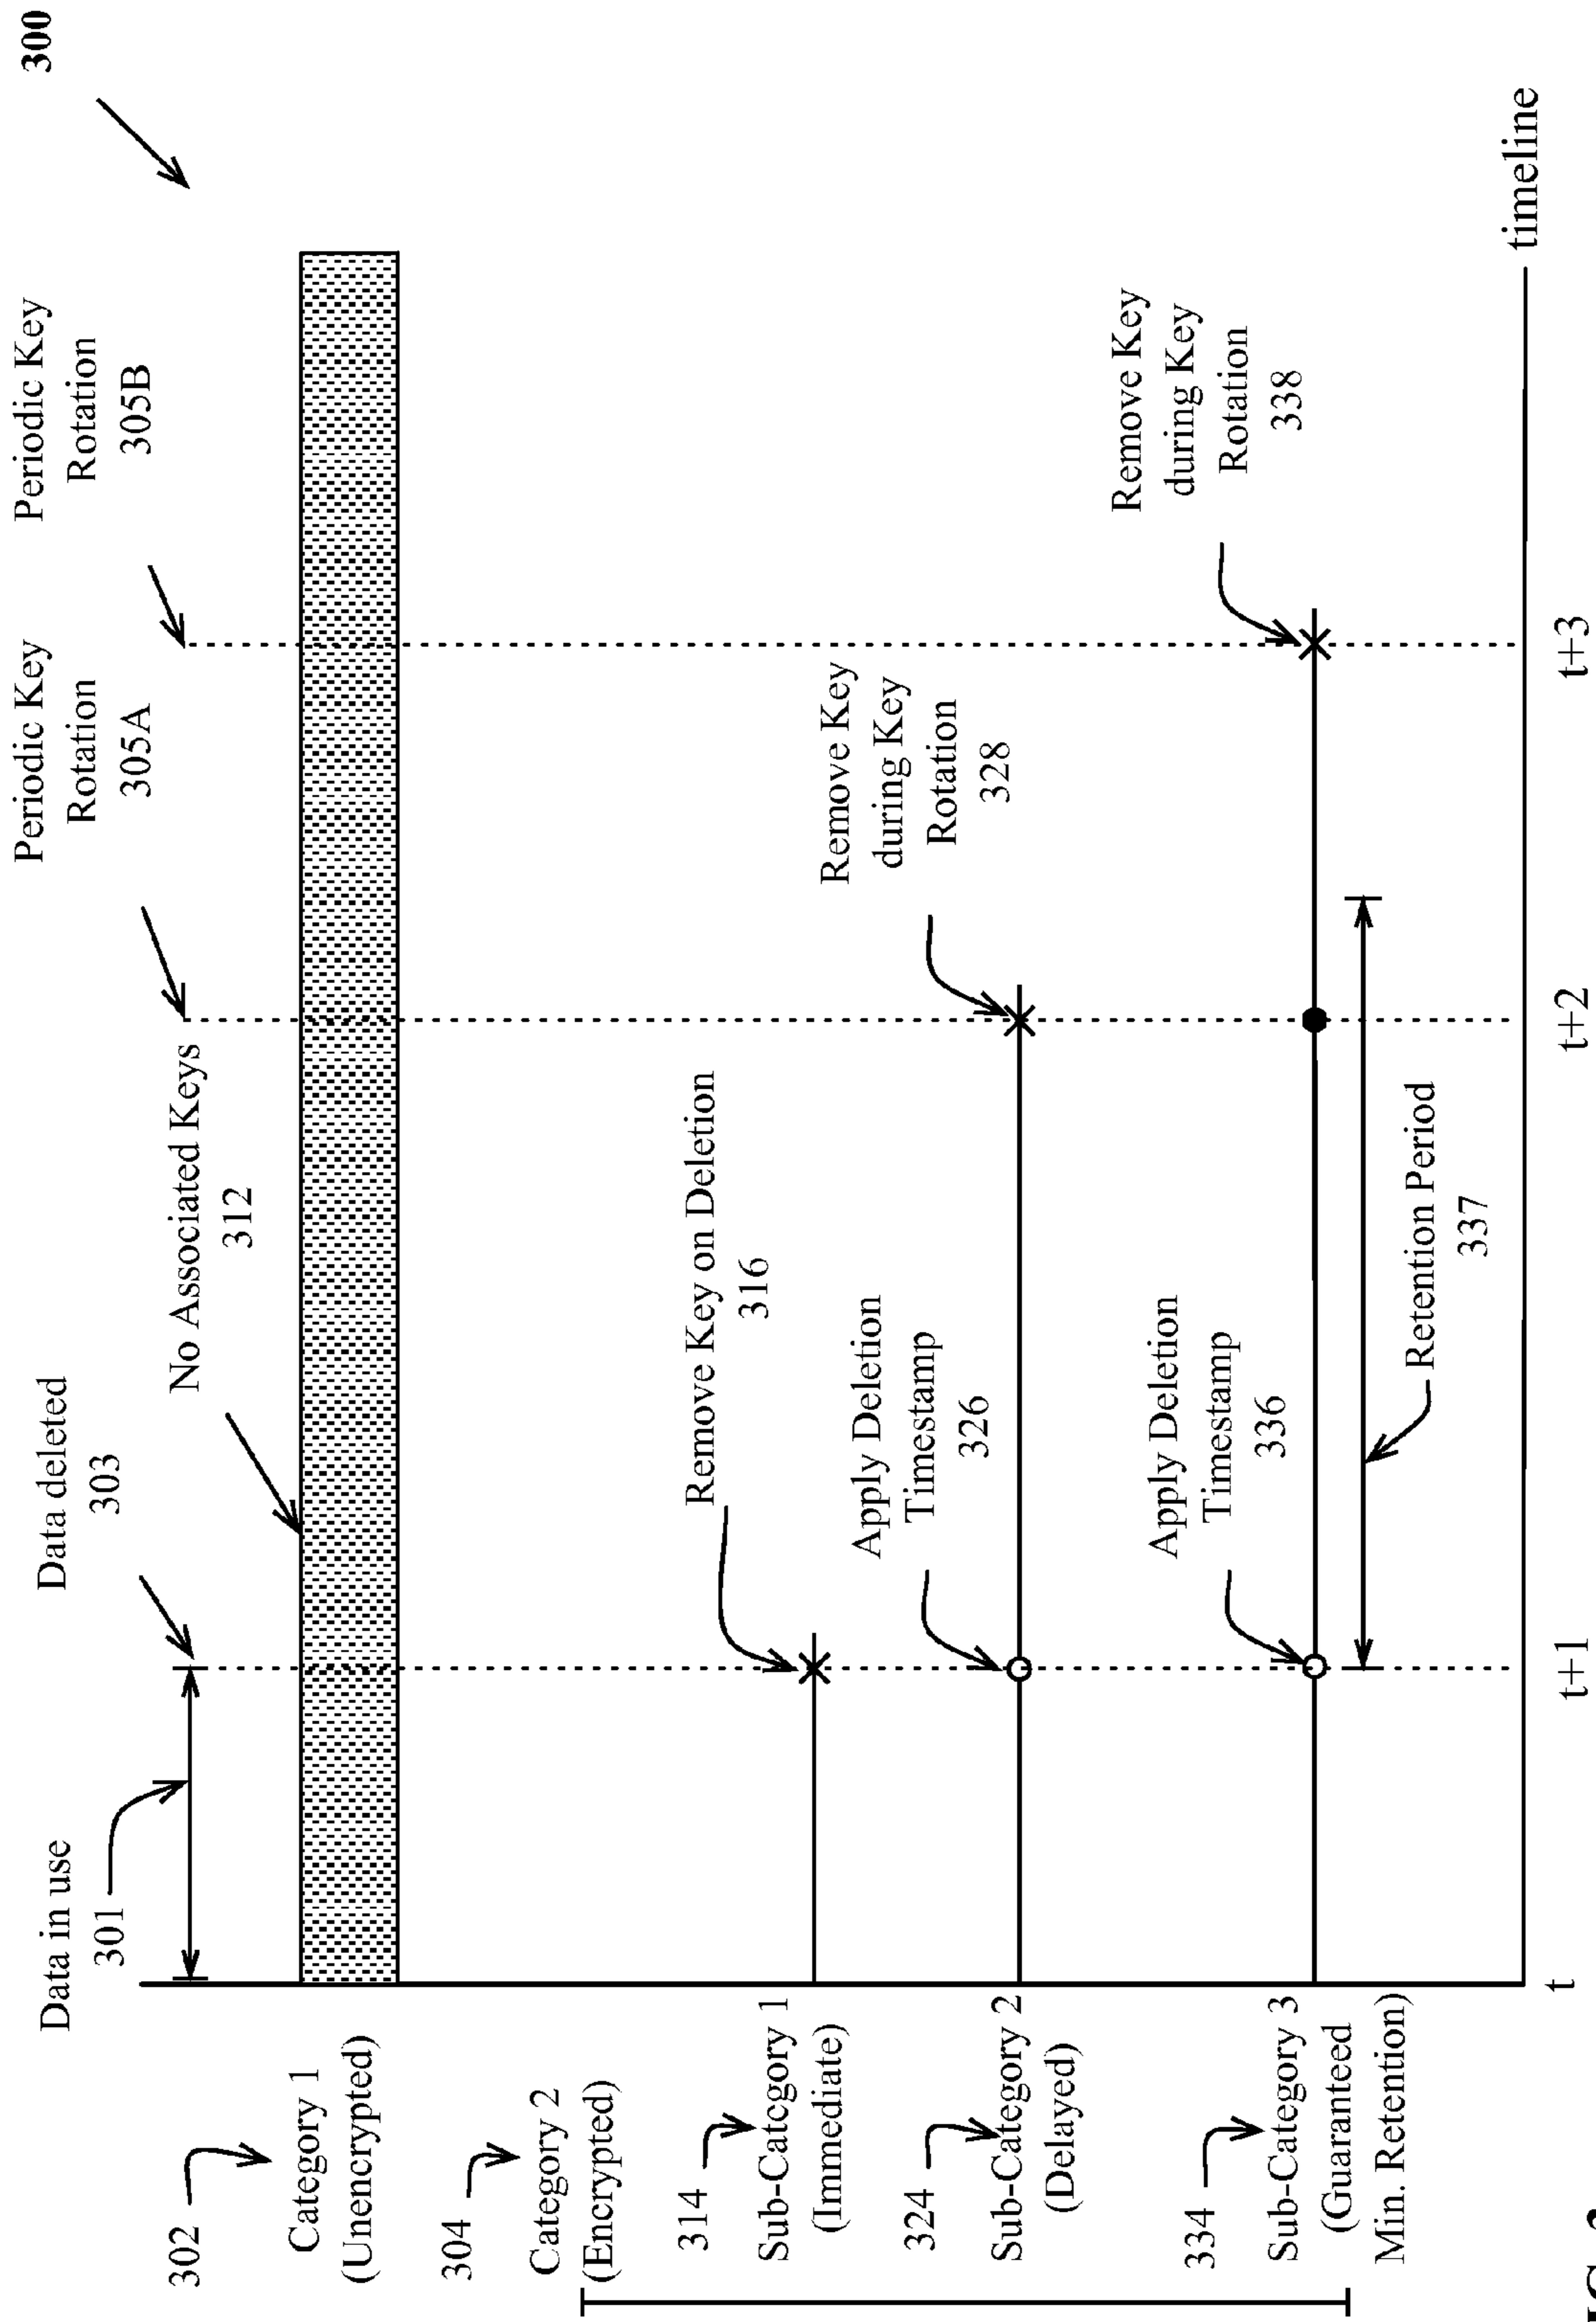 300
Data in use
301
Data deleted
303
Periodic Key
Rotation
305A
Periodic Key
Rotation
305B
302
Category 1
(Unencrypted)
No Associated Keys
312
304
Category 2
(Encrypted)
314
Sub-Category 1
(Immediate)
Remove Key on Deletion
316
324
Sub-Category 2
(Delayed)
Apply Deletion
Timestamp
326
Remove Key
during Key
Rotation
328
334
Sub-Category 3
(Guaranteed
Min. Retention)
Apply Deletion
Timestamp
336
Remove Key
during Key
Rotation
338
Retention Period
337
timeline
t
t+1
t+2
t+3